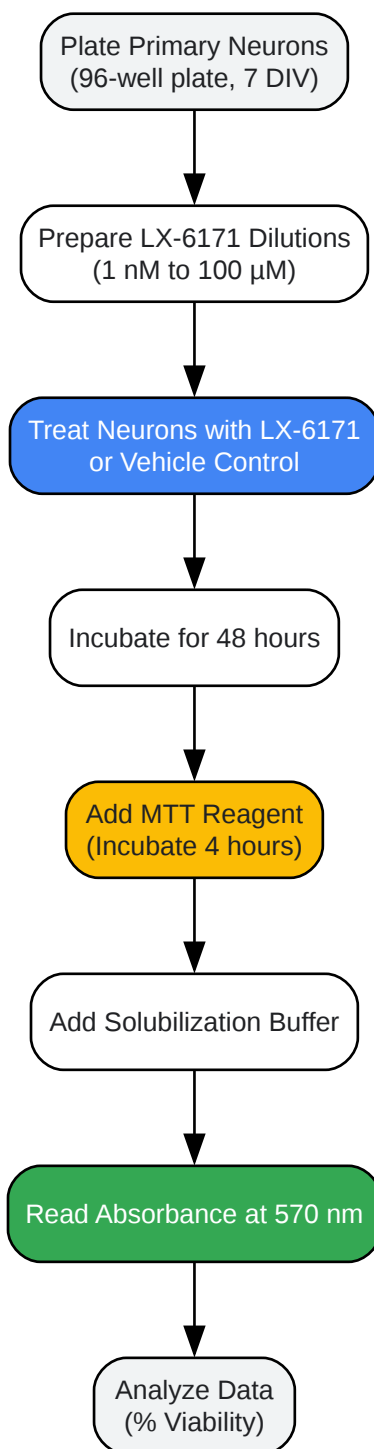 Plate Primary Neurons
(96-well plate, 7 DIV)
Prepare LX-6171 Dilutions
(1 nM to 100 µM)
Treat Neurons with LX-6171
or Vehicle Control
Incubate for 48 hours
Add MTT Reagent
(Incubate 4 hours)
Add Solubilization Buffer
Read Absorbance at 570 nm
Analyze Data
(% Viability)